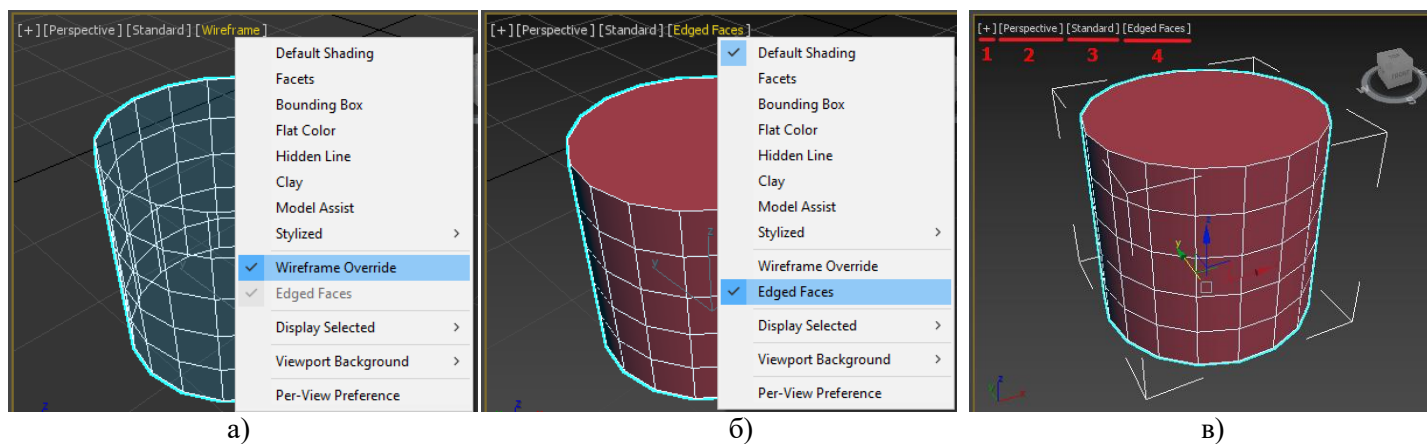 [+] [Perspective] [Standard] [Wireframe]
Default Shading
Facets
Bounding Box
Flat Color
Hidden Line
Clay
Model Assist
Stylized
Wireframe Override
Edged Faces
Display Selected
Viewport Background
Per-View Preference
z
а)
[+] [Perspective] [Standard] [Edged Faces]
Default Shading
Facets
Bounding Box
Flat Color
Hidden Line
Clay
Model Assist
Stylized
Wireframe Override
Edged Faces
Display Selected
Viewport Background
Per-View Preference
z
y
z
б)
[+] [Perspective] [Standard] [Edged Faces]
1 2 3 4
z
y
z
y
x
в)